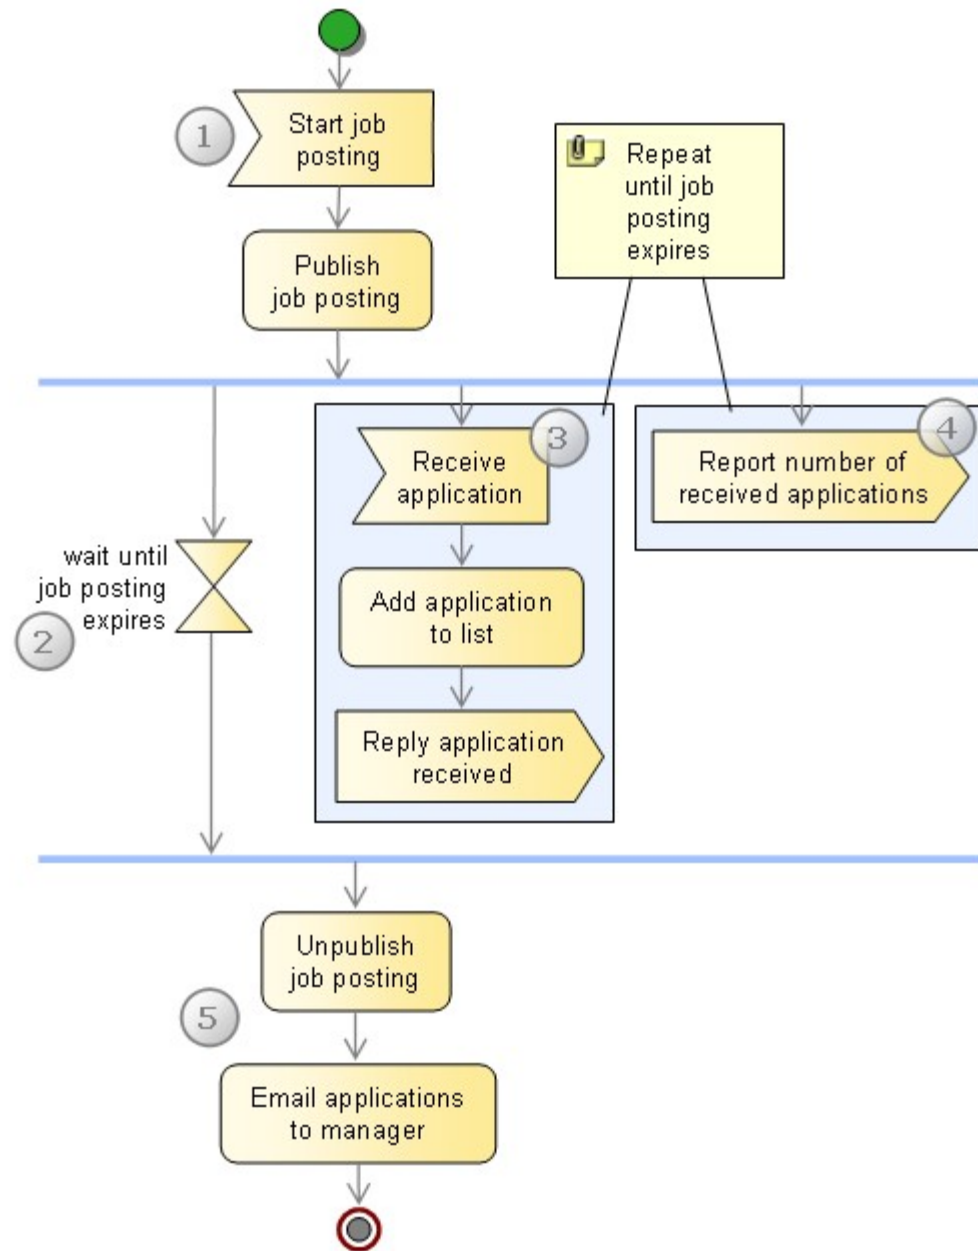 1
Start job
posting
Publish
job posting
Repeat
until job
posting
expires
wait until
job posting
expires
2
3
Receive
application
Add application
to list
Reply application
received
4
Report number of
received applications
Unpublish
job posting
5
Email applications
to manager